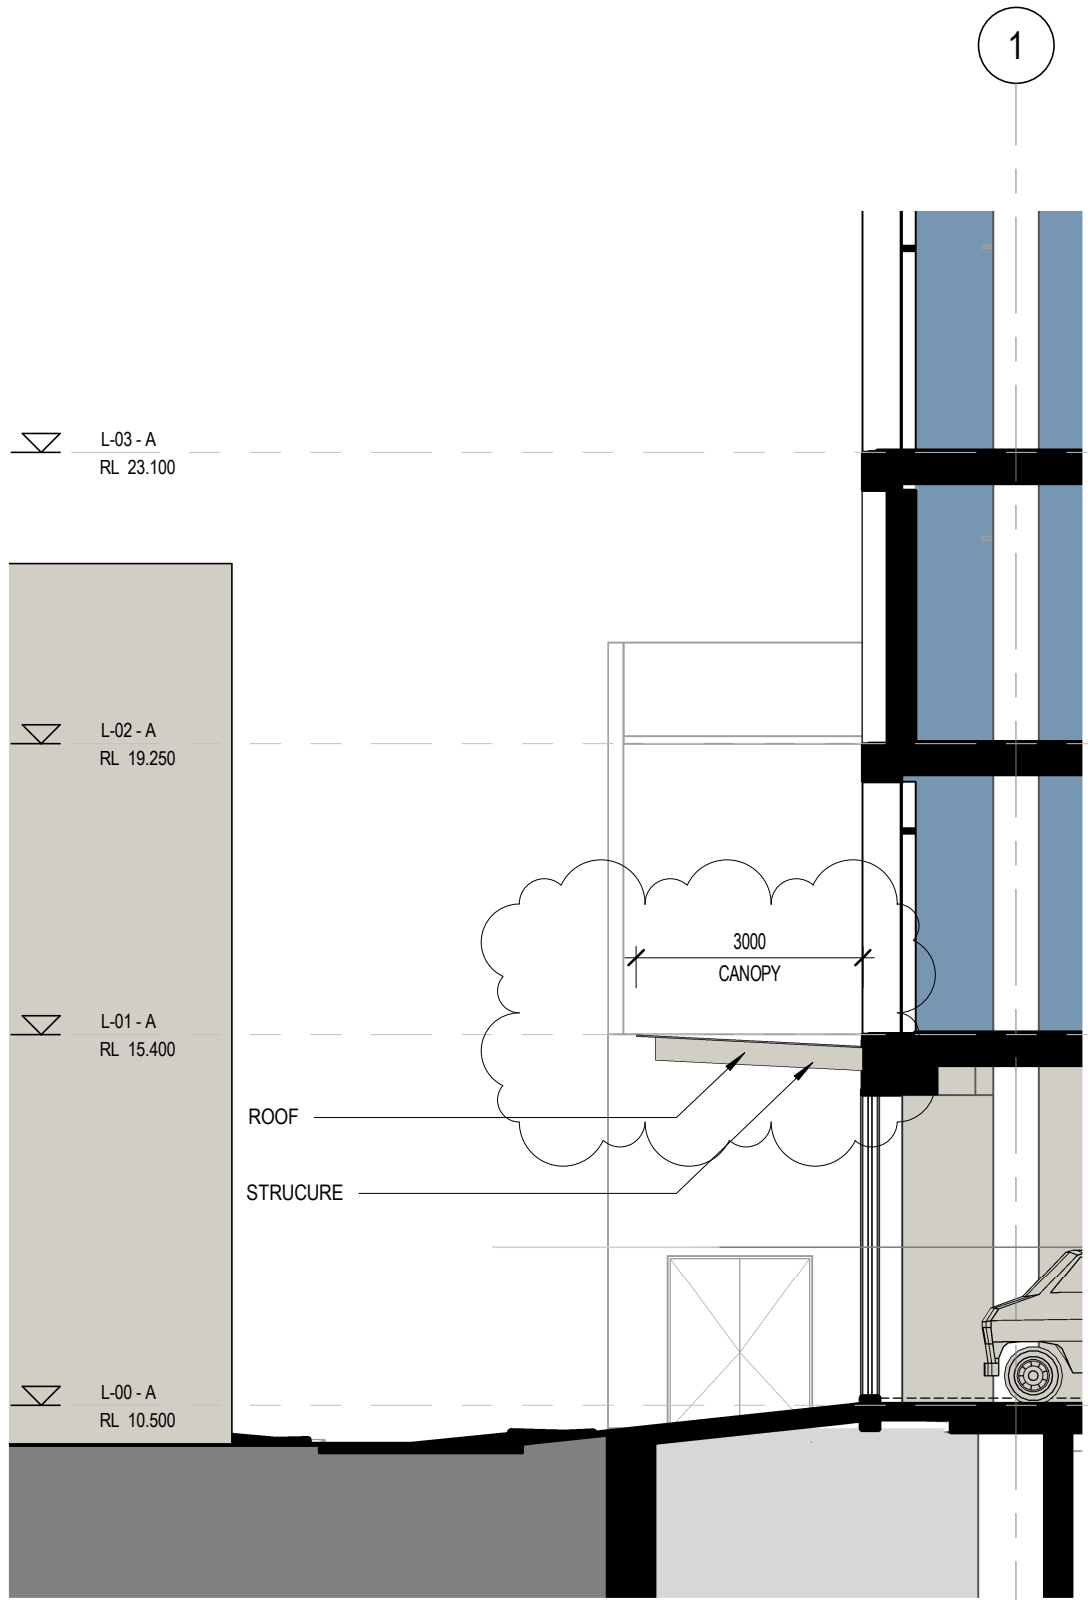 1
L-03 - A
RL 23.100
L-02 - A
RL 19.250
3000
CANOPY
L-01 - A
RL 15.400
ROOF
STRUCURE
L-00 - A
RL 10.500